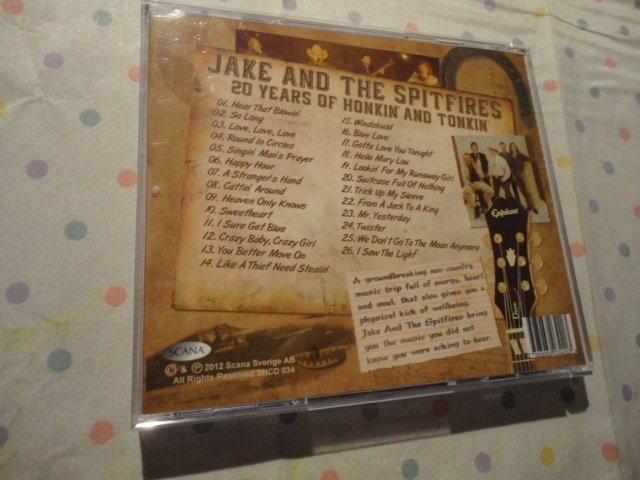 JAKE AND THE SPITFIRES
20 YEARS OF HONKIN' AND TONKIN'
01. Hear That Blowin'
02. So Long
03. Love, Love, Love
04. Round In Circles
05. Singin' Man's Prayer
06. Happy Hour
07. A Stranger's Hand
08. Cattin' Around
09. Heaven Only Knows
10. Sweetheart
11. I Sure Get Blue
12. Crazy Baby, Crazy Girl
13. You Better Move On
14. Like A Thief Need Stealin'
15. Windshield
16. Blue Love
17. Gotta Love You Tonight
18. Hello Mary Lou
19. Lookin' For My Runaway Girl
20. Suitcase Full Of Nothing
21. Trick Up My Sleeve
22. From A Jack To A King
23. Mr. Yesterday
24. Twister
25. We Don't Go To The Moon Anymore
26. I Saw The Light
Epiphone
Dove
A groundbreaking neo-country
music trip full of energy, heart
and soul, that also gives you a
physical kick of wellbeing.
Jake And The Spitfires bring
you the music you did not
know you were aching to hear.
SCANA
© & ℗ 2012 Scana Sverige AB
All Rights Reserved SNCD 034